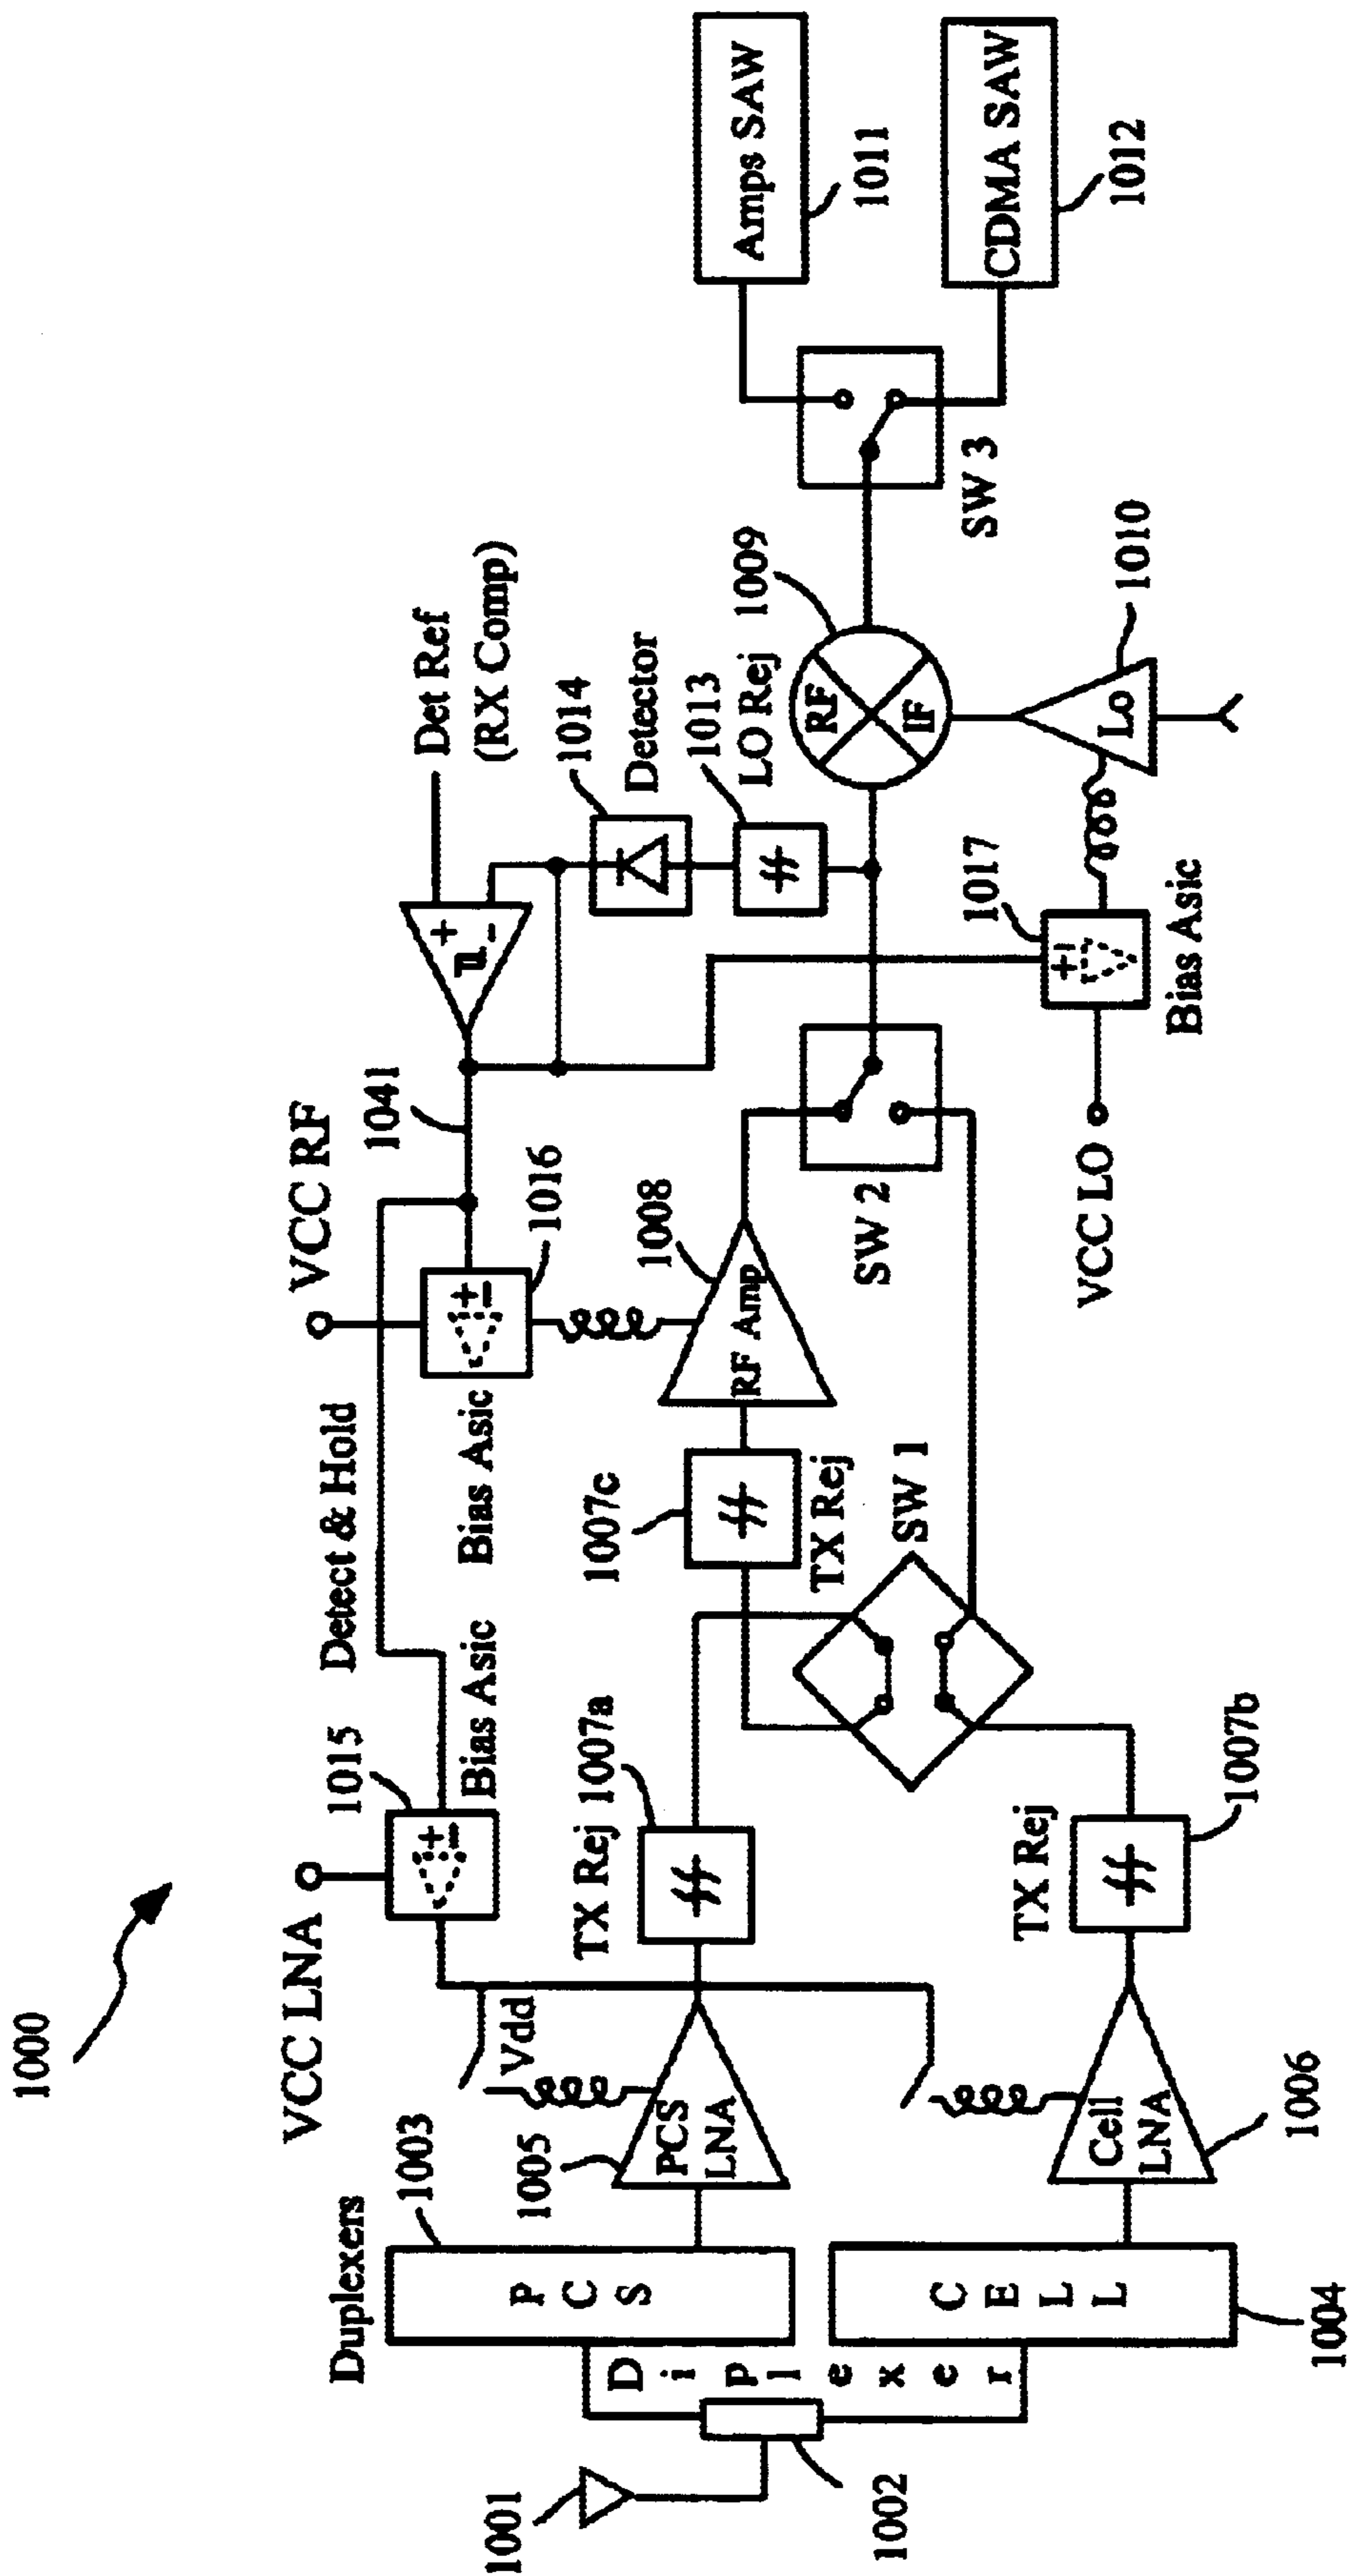 1000
VCC LNA
1015
Bias Asic
Detect & Hold
VCC RF
Bias Asic
1016
1041
Det Ref
(RX Comp)
+
-
1014
Detector
1013
LO Rej
1009
RF
IF
Amps SAW
1011
CDMA SAW
1012
SW 3
1010
LO
1017
Bias Asic
VCC LO
SW 2
1008
RF Amp
1007c
TX Rej
SW 1
TX Rej
1007a
TX Rej
1007b
Vdd
PCS
LNA
1005
Cell
LNA
1006
Duplexers
1003
PCS
CELL
1004
Diplexer
1002
1001